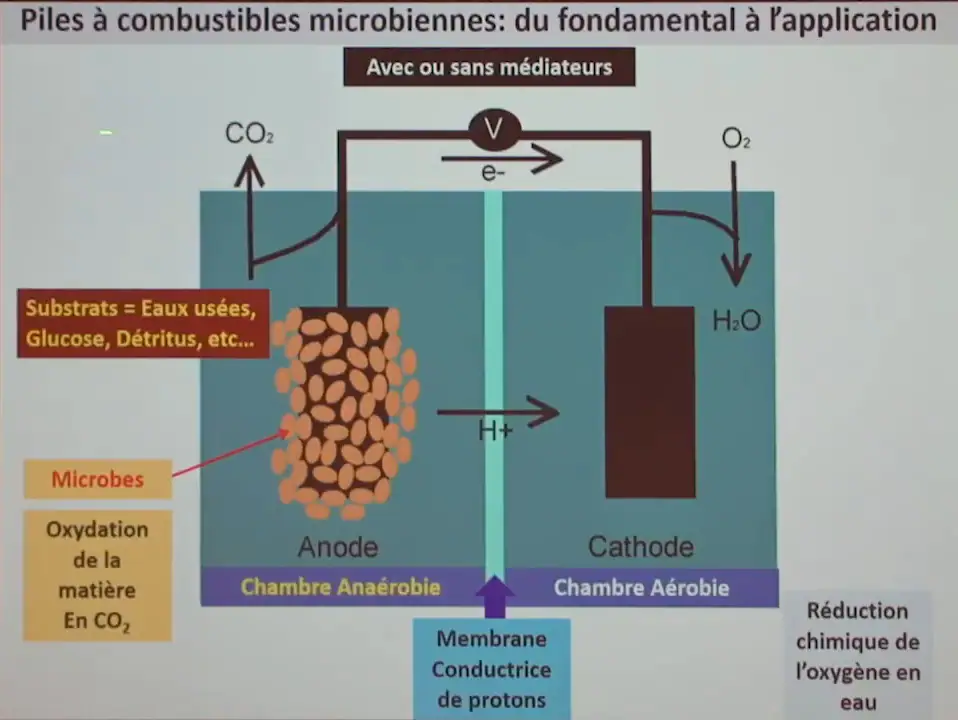 Piles à combustibles microbiennes: du fondamental à l'application
Avec ou sans médiateurs
CO₂
V
O₂
e-
Substrats = Eaux usées,
Glucose, Détritus, etc...
H₂O
H+
Microbes
Oxydation
de la
matière
En CO₂
Anode
Cathode
Chambre Anaérobie
Chambre Aérobie
Membrane
Conductrice
de protons
Réduction
chimique de
l'oxygène en
eau